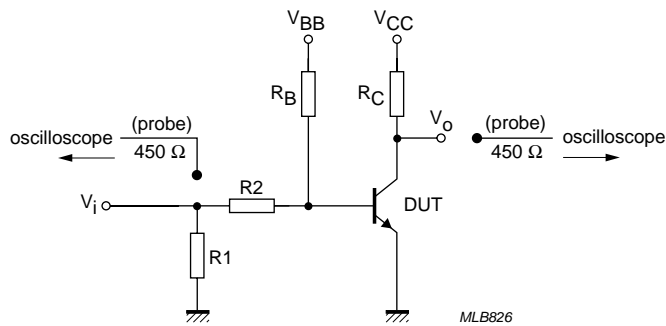 VBB
VCC
RB
RC
Vo
oscilloscope
(probe)
450 Ω
(probe)
450 Ω
oscilloscope
Vi
R2
DUT
R1
MLB826